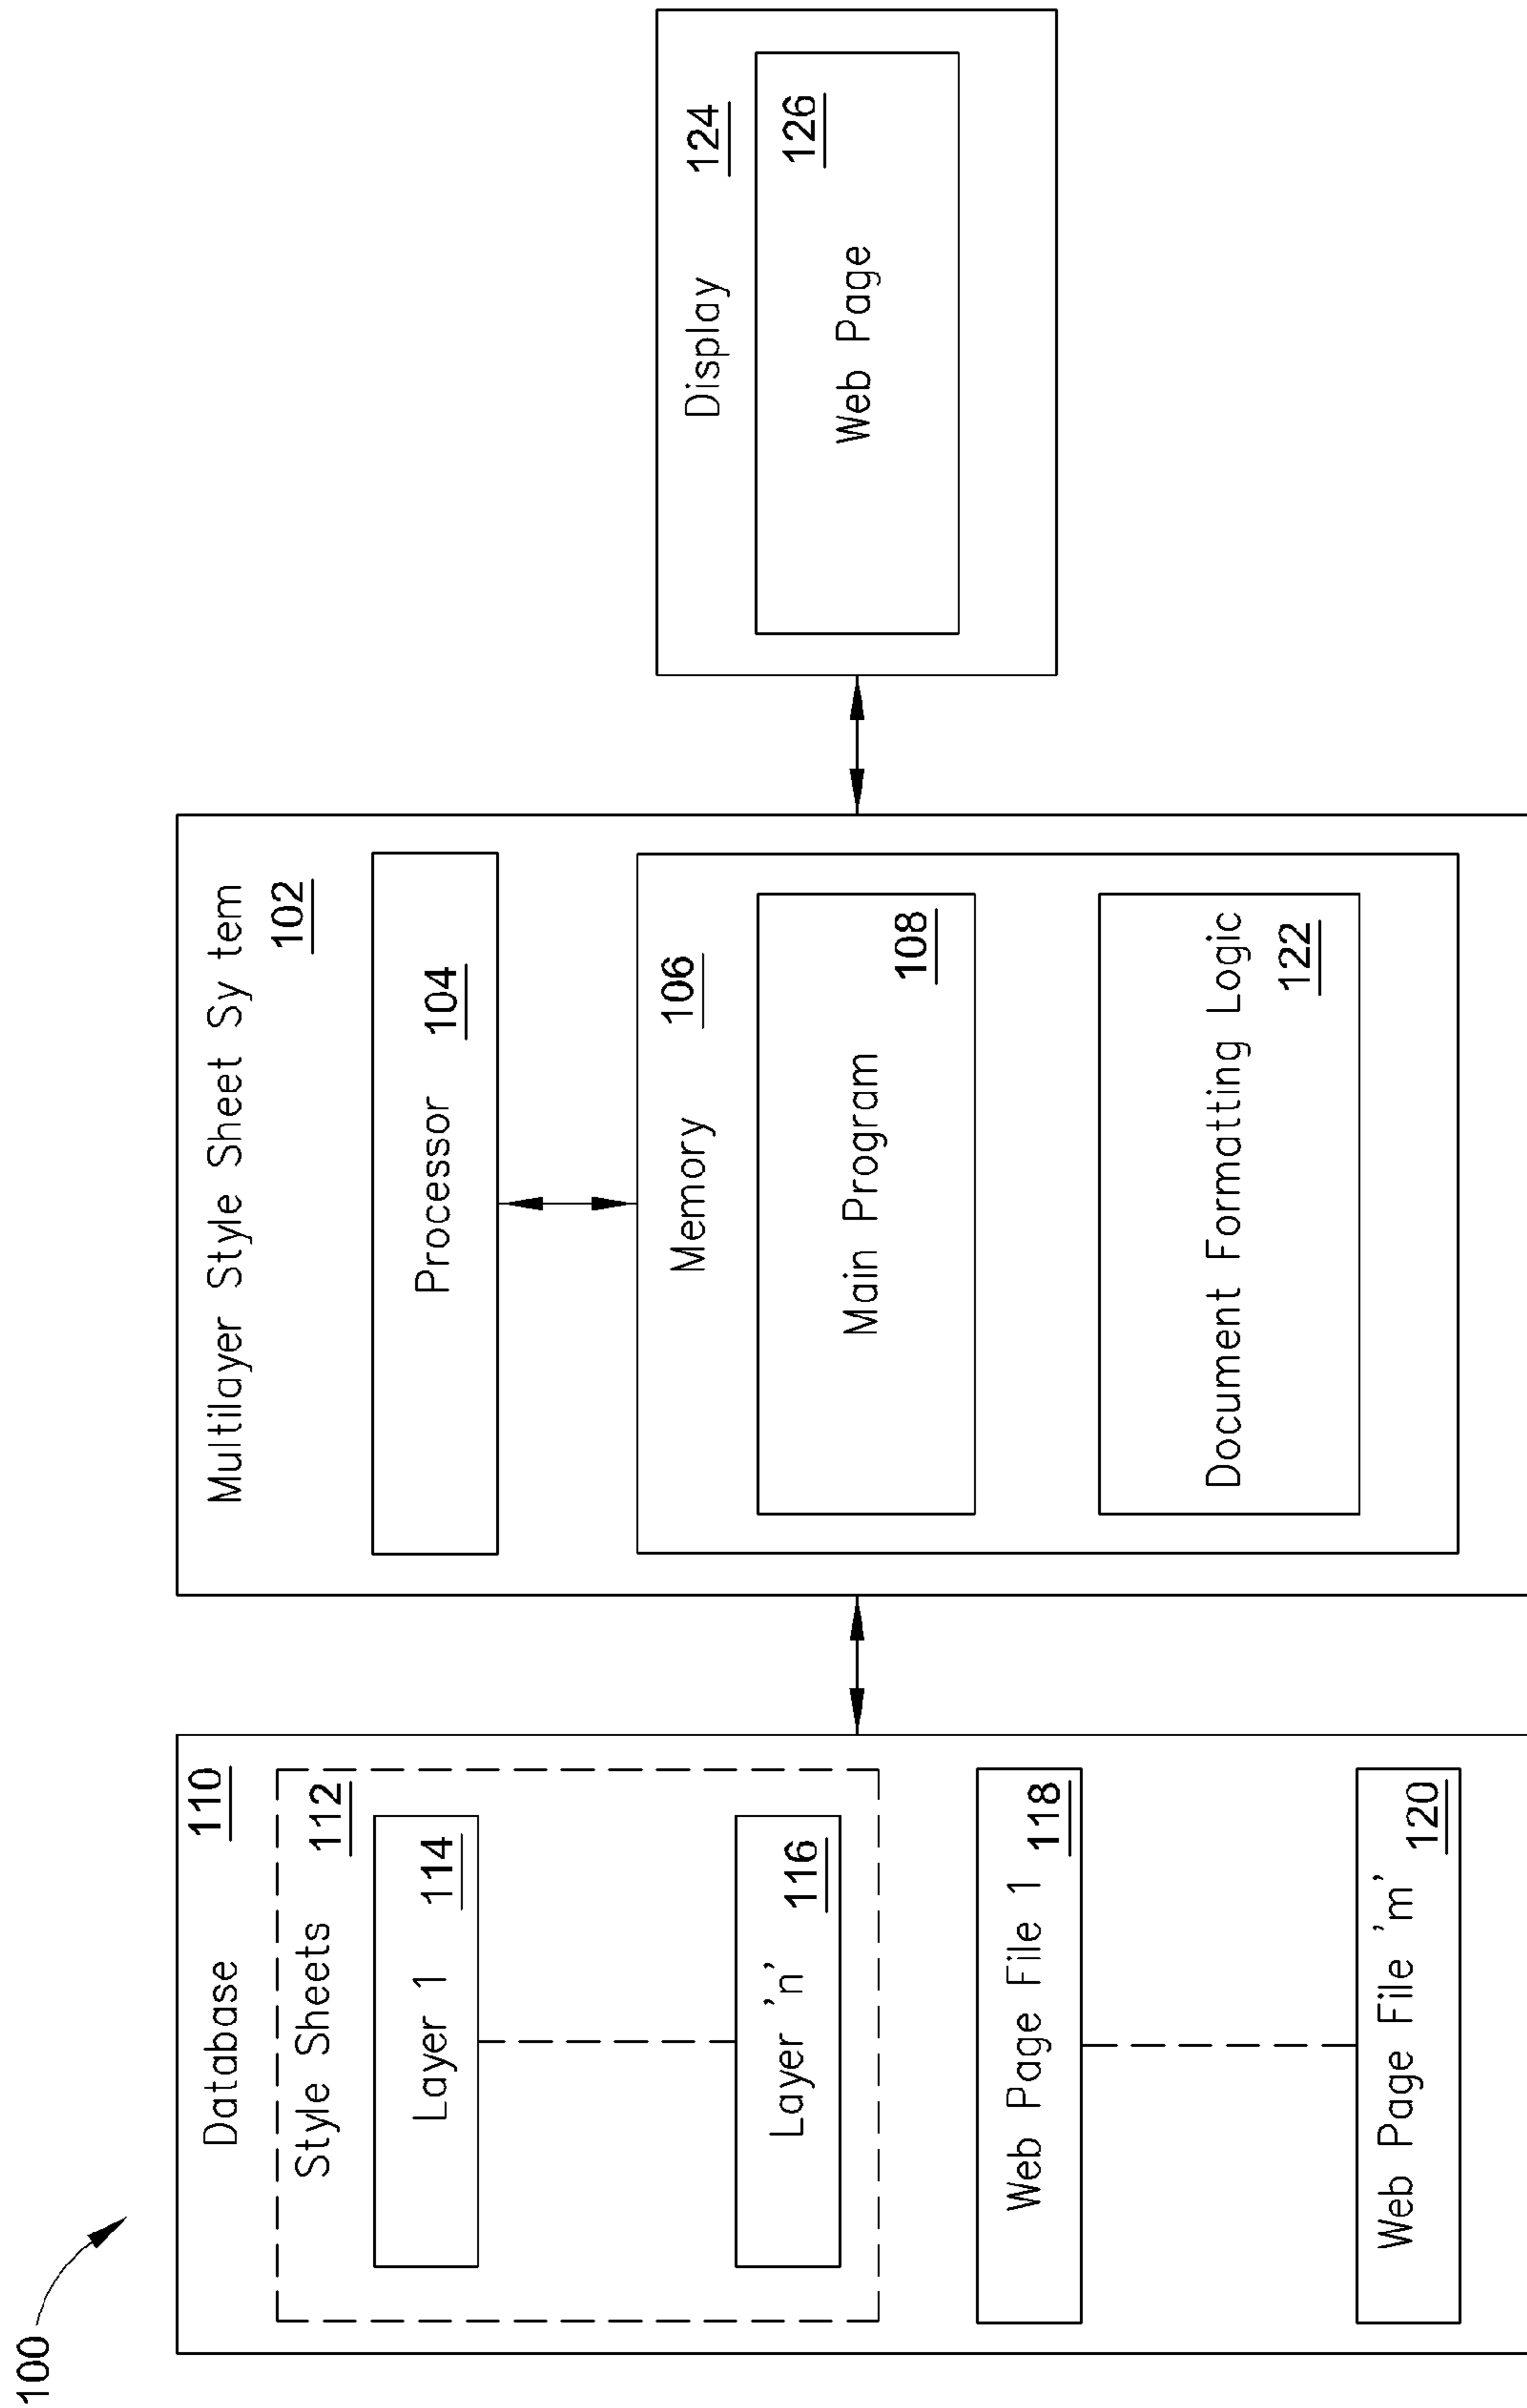 100
Database 110
Style Sheets 112
Layer 1 114
Layer 'n' 116
Web Page File 1 118
Web Page File 'm' 120
Multilayer Style Sheet Sy tem
102
Processor 104
Memory 106
Main Program 108
Document Formatting Logic
122
Display 124
126
Web Page